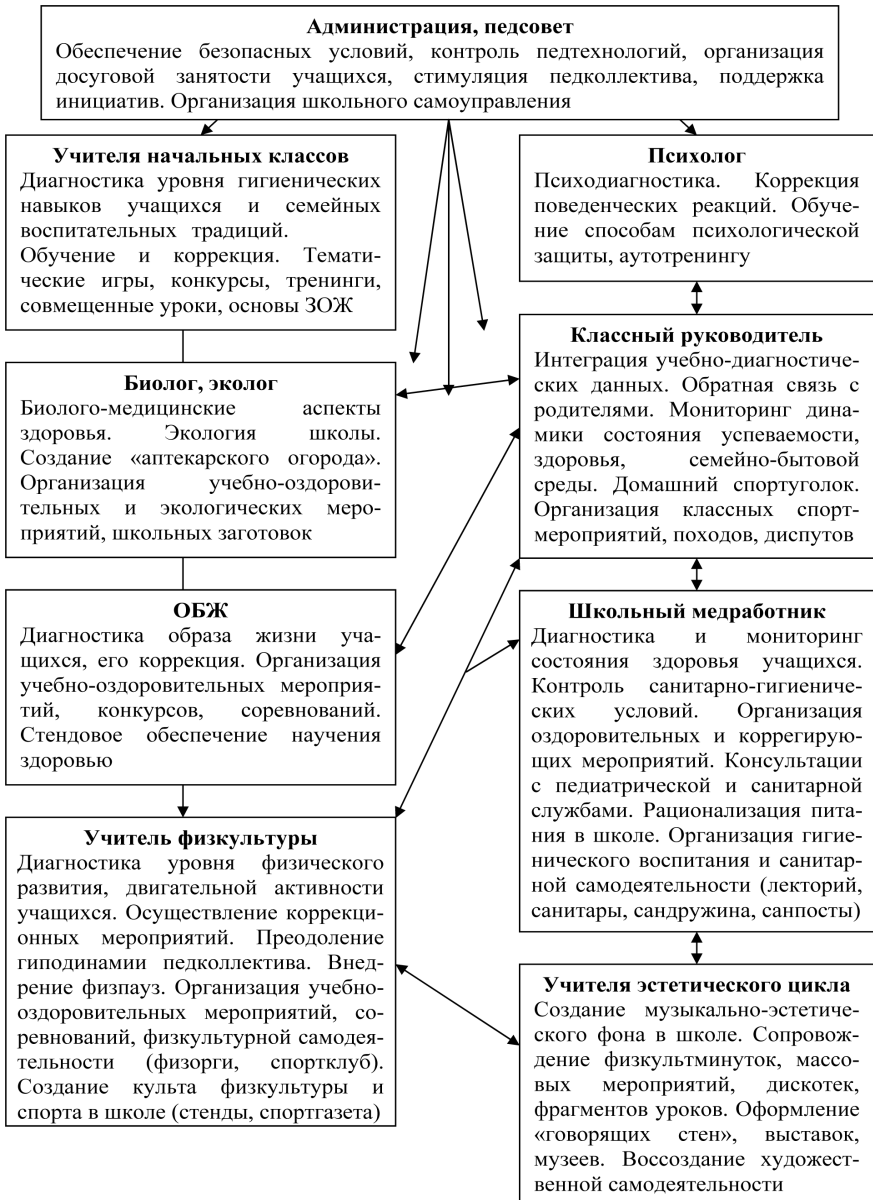 Администрация, педсовет
Обеспечение безопасных условий, контроль педтехнологий, организация
досуговой занятости учащихся, стимуляция педколлектива, поддержка
инициатив. Организация школьного самоуправления
Учителя начальных классов
Диагностика уровня гигиенических
навыков учащихся и семейных
воспитательных традиций.
Обучение и коррекция. Темати-
ческие игры, конкурсы, тренинги,
совмещенные уроки, основы ЗОЖ
Биолог, эколог
Биолого-медицинские аспекты
здоровья. Экология школы.
Создание «аптекарского огорода».
Организация учебно-оздорови-
тельных и экологических меро-
приятий, школьных заготовок
ОБЖ
Диагностика образа жизни уча-
щихся, его коррекция. Организация
учебно-оздоровительных мероприя-
тий, конкурсов, соревнований.
Стендовое обеспечение научения
здоровью
Учитель физкультуры
Диагностика уровня физического
развития, двигательной активности
учащихся. Осуществление коррекци-
онных мероприятий. Преодоление
гиподинамии педколлектива. Внед-
рение физпауз. Организация учебно-
оздоровительных мероприятий, со-
ревнований, физкультурной самодея-
тельности (физорги, спортклуб).
Создание культа физкультуры и
спорта в школе (стенды, спортгазета)
Психолог
Психодиагностика. Коррекция
поведенческих реакций. Обуче-
ние способам психологической
защиты, аутотренингу
Классный руководитель
Интеграция учебно-диагностиче-
ских данных. Обратная связь с
родителями. Мониторинг дина-
мики состояния успеваемости,
здоровья, семейно-бытовой
среды. Домашний спортуголок.
Организация классных спорт-
мероприятий, походов, диспутов
Школьный медработник
Диагностика и мониторинг
состояния здоровья учащихся.
Контроль санитарно-гигиениче-
ских условий. Организация
оздоровительных и коррегирую-
щих мероприятий. Консультации
с педиатрической и санитарной
службами. Рационализация пита-
ния в школе. Организация гигие-
нического воспитания и санитар-
ной самодеятельности (лекторий,
санитары, сандружина, санпосты)
Учителя эстетического цикла
Создание музыкально-эстетиче-
ского фона в школе. Сопровож-
дение физкультминуток, массо-
вых мероприятий, дискотек,
фрагментов уроков. Оформление
«говорящих стен», выставок,
музеев. Воссоздание художест-
венной самодеятельности